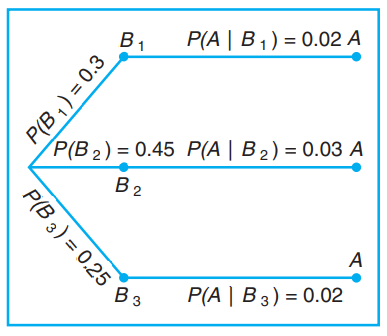 B₁ P(A | B₁) = 0.02 A
P(B₁) = 0.3
P(B₂) = 0.45 P(A | B₂) = 0.03 A
B₂
P(B₃) = 0.25
A
B₃ P(A | B₃) = 0.02